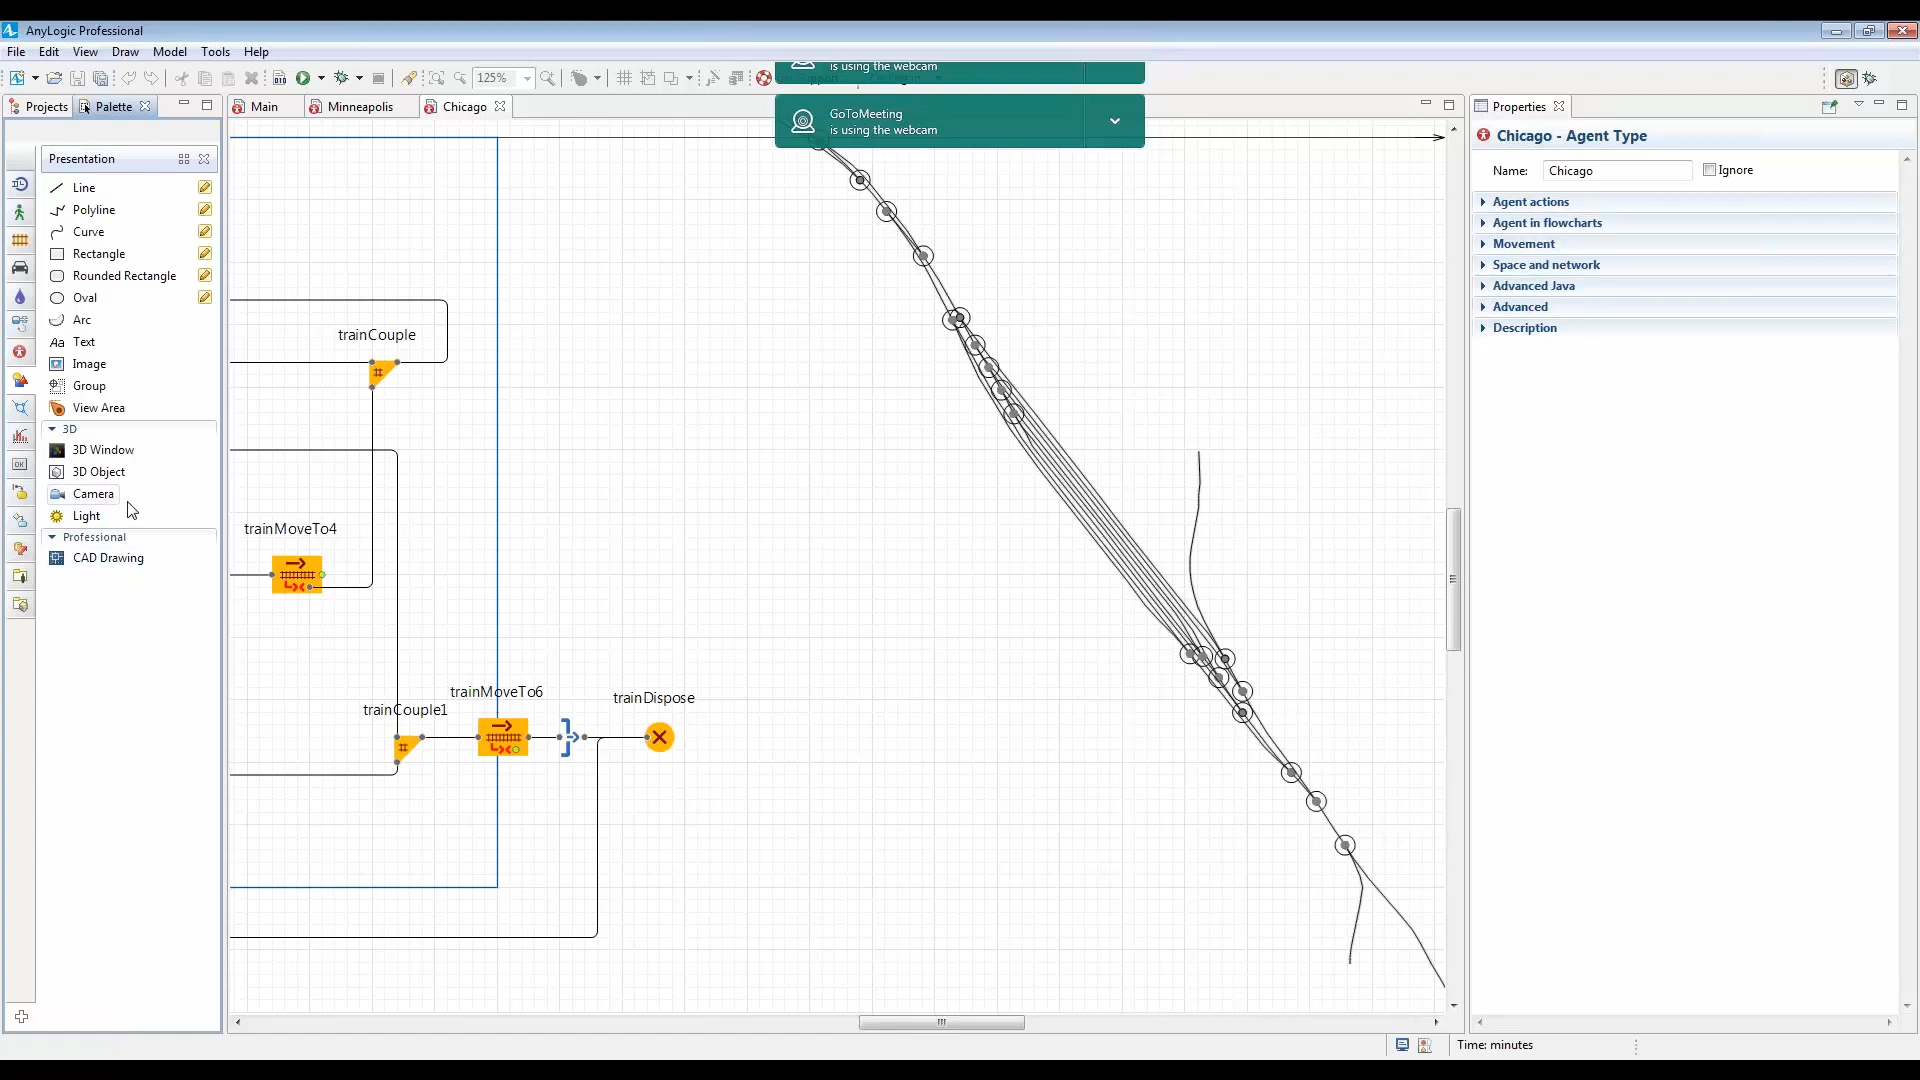 AnyLogic Professional
File Edit View Draw Model Tools Help
125%
is using the webcam
Projects Palette
Main Minneapolis Chicago
GoToMeeting
is using the webcam
Properties
Presentation
Line
Polyline
Curve
Rectangle
Rounded Rectangle
Oval
Arc
Aa Text
Image
Group
View Area
3D
3D Window
3D Object
Camera
Light
Professional
CAD Drawing
trainCouple
trainMoveTo4
trainCouple1
trainMoveTo6
trainDispose
Chicago - Agent Type
Name: Chicago Ignore
Agent actions
Agent in flowcharts
Movement
Space and network
Advanced Java
Advanced
Description
Time: minutes